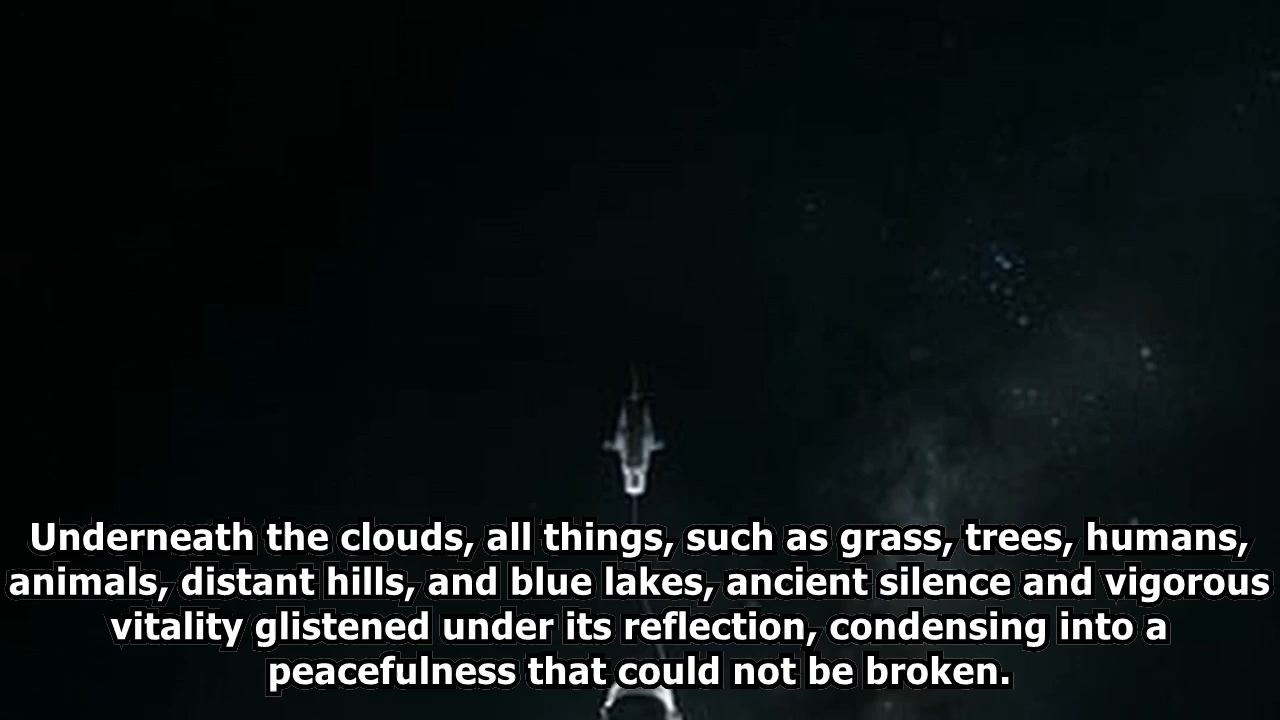 Underneath the clouds, all things, such as grass, trees, humans,
animals, distant hills, and blue lakes, ancient silence and vigorous
vitality glistened under its reflection, condensing into a
peacefulness that could not be broken.